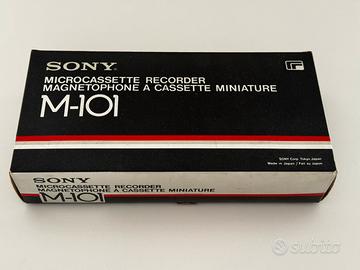 SONY
MICROCASSETTE RECORDER
MAGNETOPHONE A CASSETTE MINIATURE
M-101
SONY Corp. Tokyo, Japan
Made in Japan / Fait au Japon
SONY
MICROCASSETTE RECORDER
MAGNETOPHONE A CASSETTE MINIATURE
M-101
subito